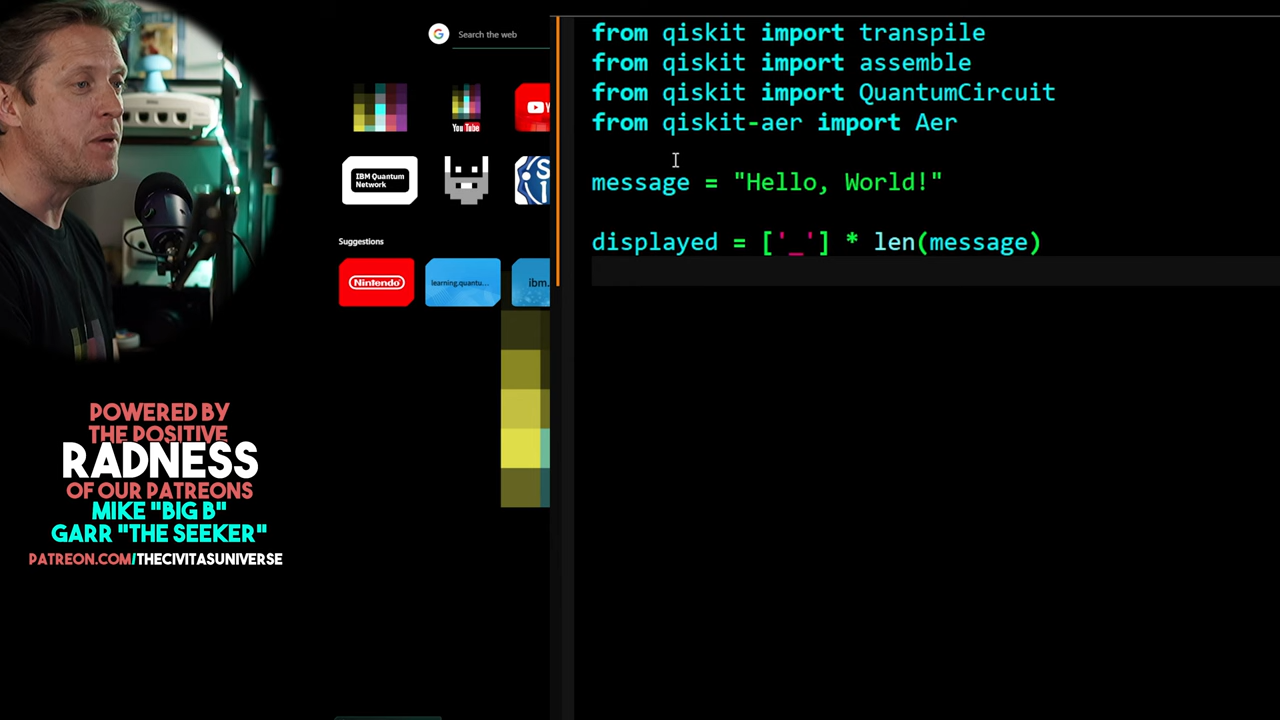 Search the web
You Tube
IBM Quantum
Network
Suggestions
Nintendo
learning.quantu...
ibm.
from qiskit import transpile
from qiskit import assemble
from qiskit import QuantumCircuit
from qiskit-aer import Aer
message = "Hello, World!"
displayed = ['_'] * len(message)
POWERED BY
THE POSITIVE
RADNESS
OF OUR PATREONS
MIKE "BIG B"
GARR "THE SEEKER"
PATREON.COM/THECIVITASUNIVERSE